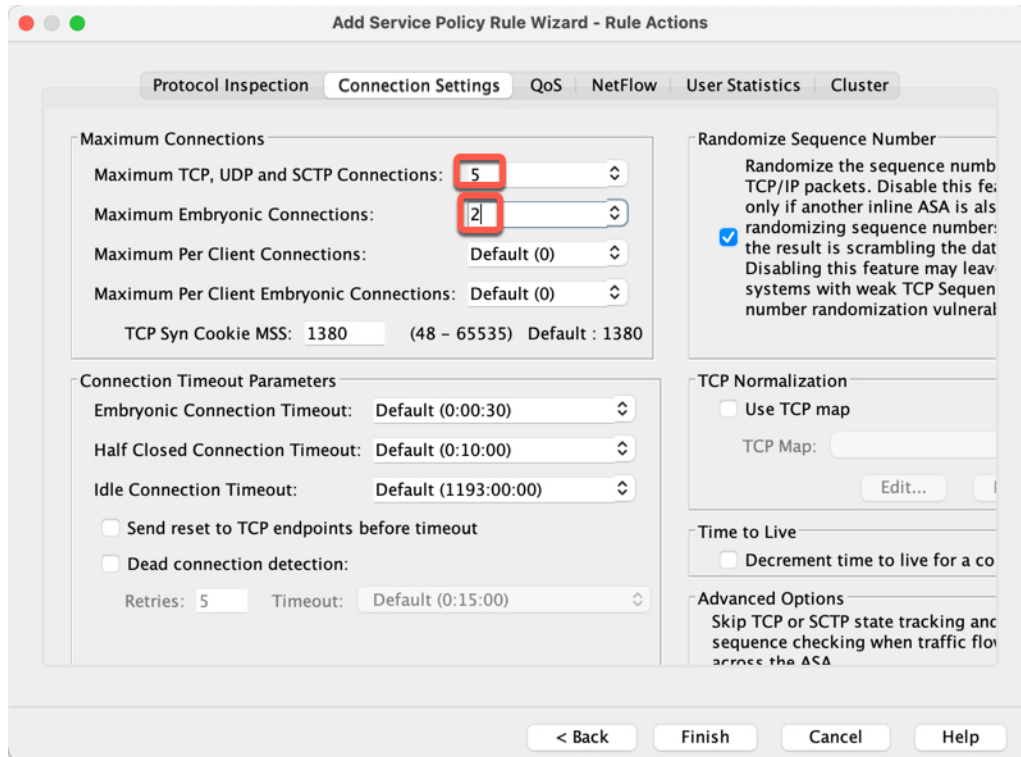 Add Service Policy Rule Wizard - Rule Actions
Protocol Inspection Connection Settings QoS NetFlow User Statistics Cluster
Maximum Connections
Maximum TCP, UDP and SCTP Connections: 5
Maximum Embryonic Connections: 2
Maximum Per Client Connections: Default (0)
Maximum Per Client Embryonic Connections: Default (0)
TCP Syn Cookie MSS: 1380 (48 – 65535) Default : 1380
Connection Timeout Parameters
Embryonic Connection Timeout: Default (0:00:30)
Half Closed Connection Timeout: Default (0:10:00)
Idle Connection Timeout: Default (1193:00:00)
Send reset to TCP endpoints before timeout
Dead connection detection:
Retries: 5 Timeout: Default (0:15:00)
Randomize Sequence Number
Randomize the sequence numb
TCP/IP packets. Disable this fea
only if another inline ASA is als
randomizing sequence numbers
the result is scrambling the dat
Disabling this feature may leav
systems with weak TCP Sequen
number randomization vulneral
TCP Normalization
Use TCP map
TCP Map:
Edit...
Time to Live
Decrement time to live for a co
Advanced Options
Skip TCP or SCTP state tracking and
sequence checking when traffic flow
across the ASA
< Back Finish Cancel Help